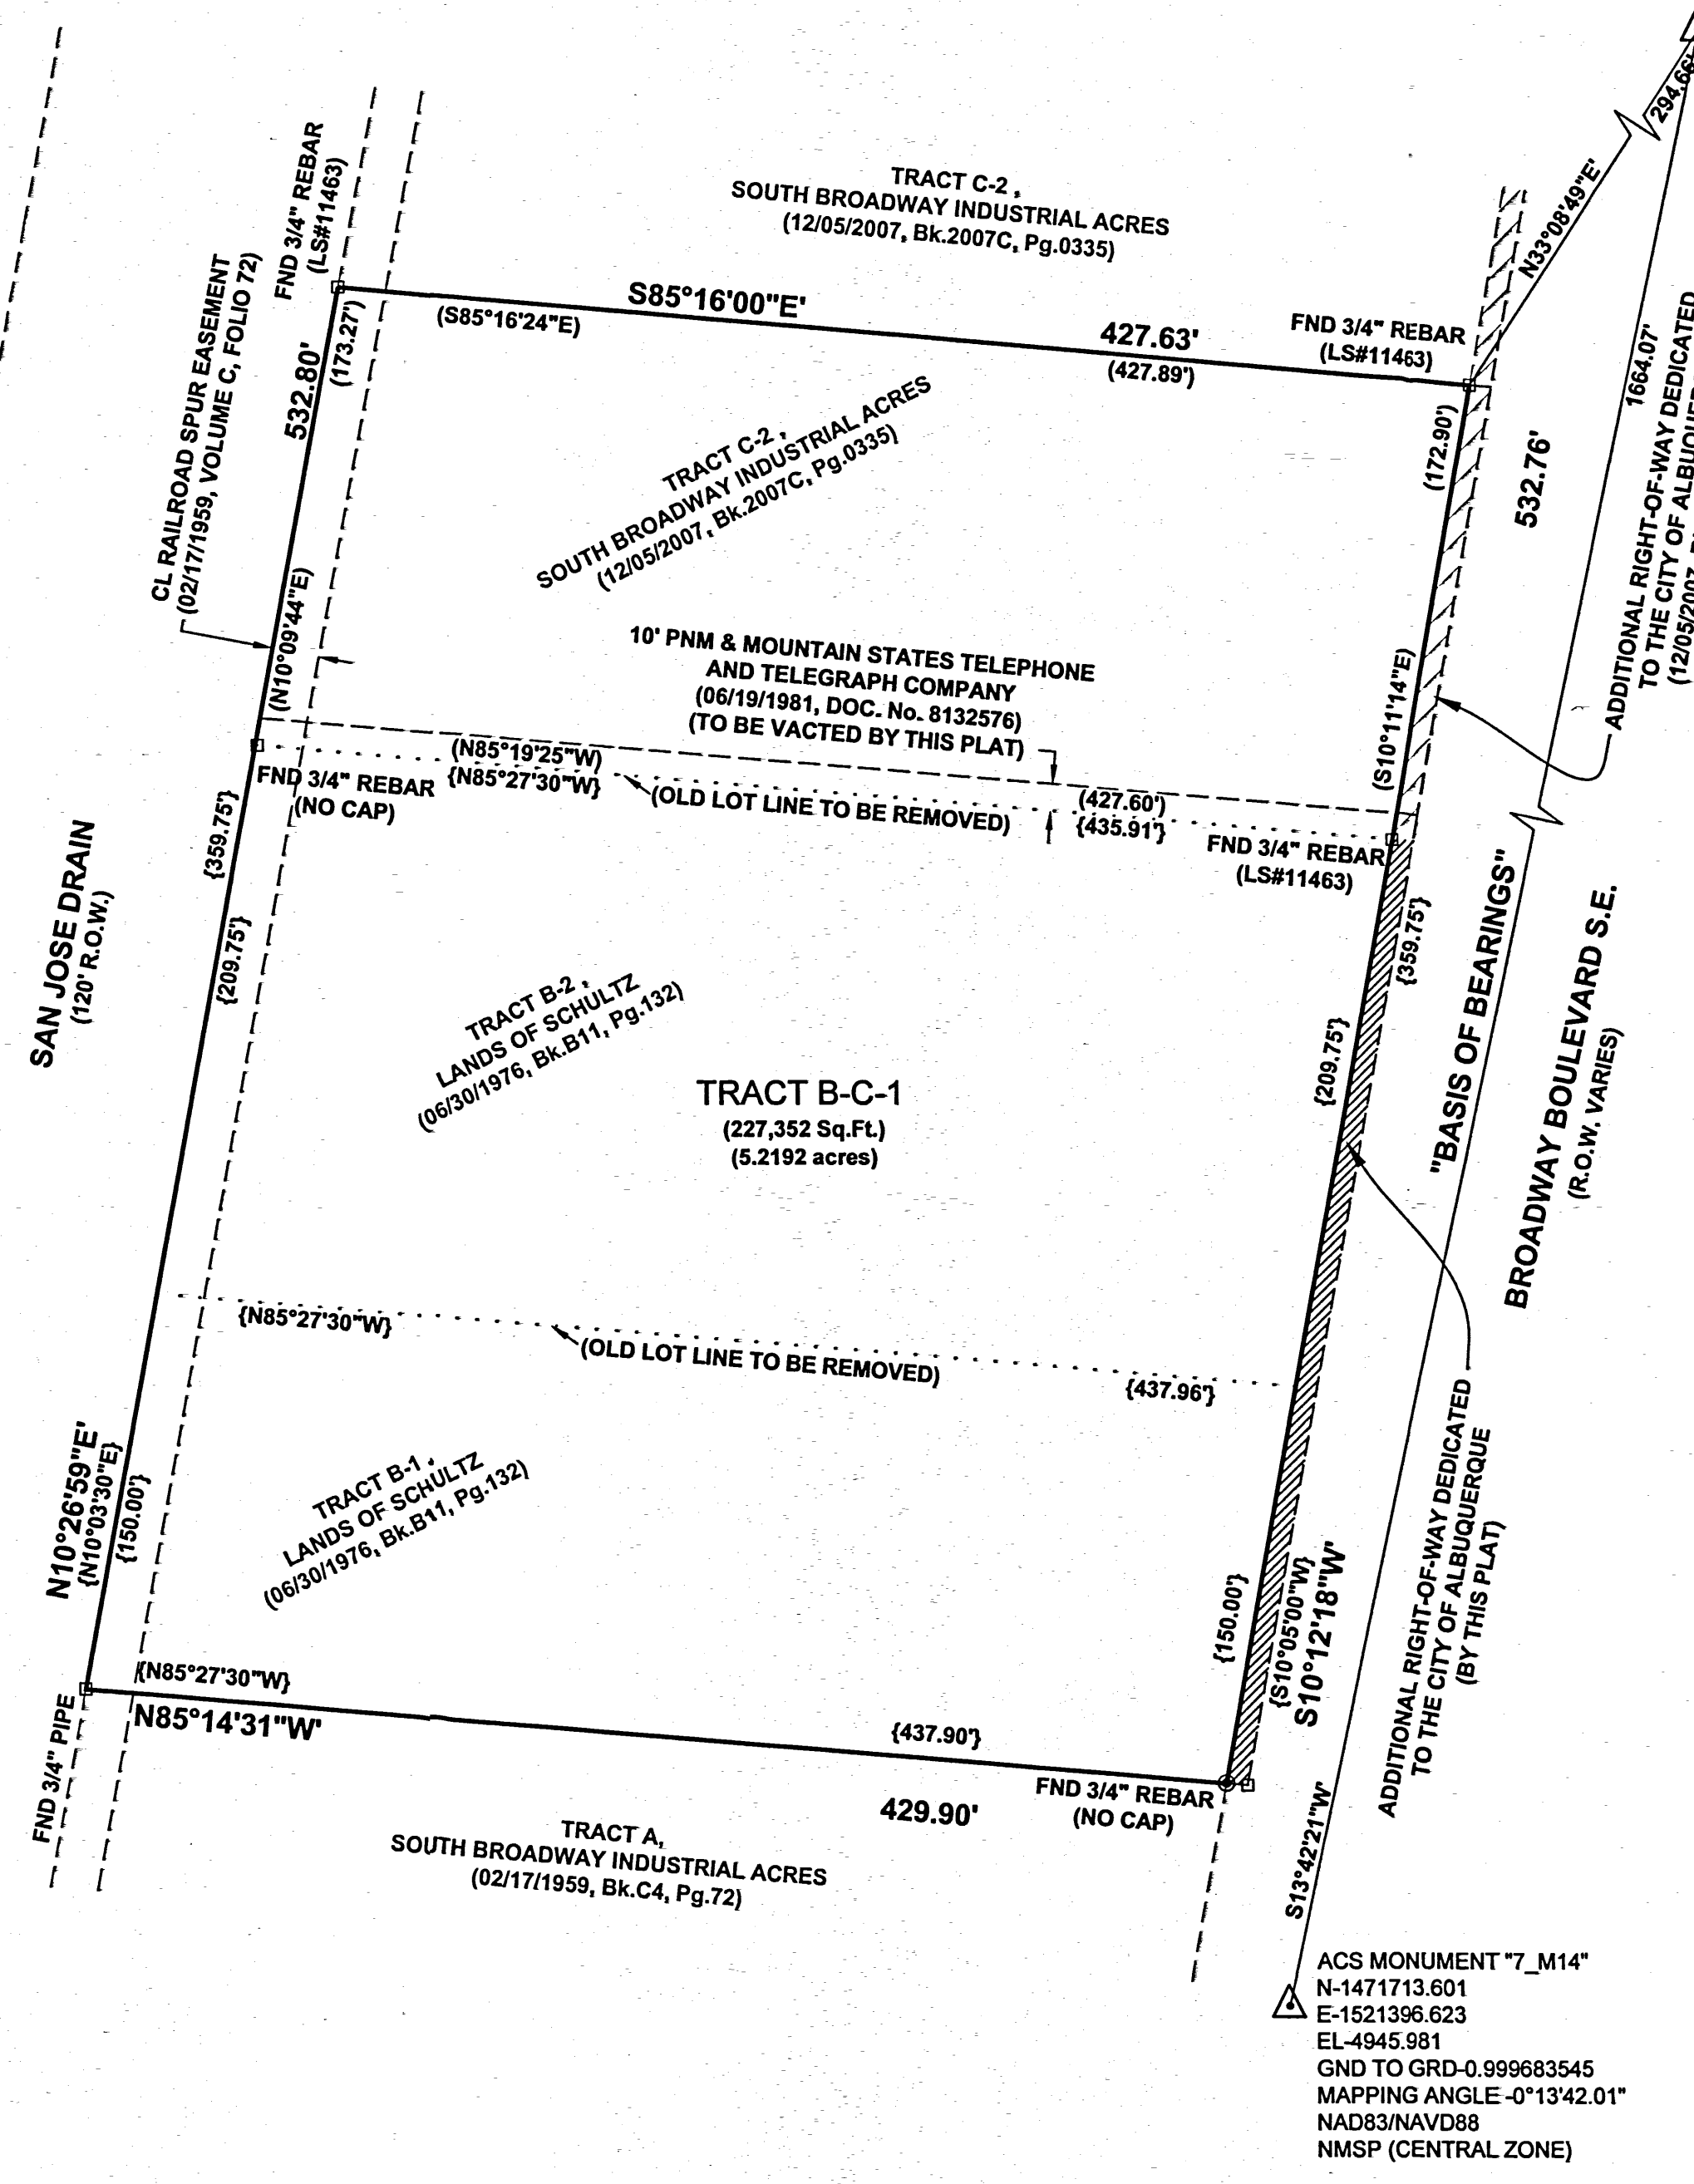 TRACT C-2 ,
SOUTH BROADWAY INDUSTRIAL ACRES
(12/05/2007, Bk.2007C, Pg.0335)
FND 3/4" REBAR
(LS#11463)
CL RAILROAD SPUR EASEMENT
(02/17/1959, VOLUME C, FOLIO 72)
532.80'
(173.27')
S85°16'00"E'
(S85°16'24"E)
427.63'
(427.89')
FND 3/4" REBAR
(LS#11463)
N33°08'49"E'
294.66'
1664.07'
(172.90')
532.76'
ADDITIONAL RIGHT-OF-WAY DEDICATED
TO THE CITY OF ALBUQUERQUE
(12/05/2007,
TRACT C-2 ,
SOUTH BROADWAY INDUSTRIAL ACRES
(12/05/2007, Bk.2007C, Pg.0335)
(N10°09'44"E)
10' PNM & MOUNTAIN STATES TELEPHONE
AND TELEGRAPH COMPANY
(06/19/1981, DOC. No. 8132576)
(TO BE VACTED BY THIS PLAT)
(S10°11'14"E)
(N85°19'25"W)
{N85°27'30"W}
(OLD LOT LINE TO BE REMOVED)
(427.60')
{435.91'}
FND 3/4" REBAR
(NO CAP)
FND 3/4" REBAR
(LS#11463)
{359.75'}
{209.75'}
{359.75'}
{209.75'}
SAN JOSE DRAIN
(120' R.O.W.)
"BASIS OF BEARINGS"
BROADWAY BOULEVARD S.E.
(R.O.W. VARIES)
TRACT B-2 ,
LANDS OF SCHULTZ
(06/30/1976, Bk.B11, Pg.132)
TRACT B-C-1
(227,352 Sq.Ft.)
(5.2192 acres)
{N85°27'30"W}
(OLD LOT LINE TO BE REMOVED)
{437.96'}
N10°26'59"E'
{N10°03'30"E}
{150.00'}
TRACT B-1 ,
LANDS OF SCHULTZ
(06/30/1976, Bk.B11, Pg.132)
{150.00'}
{S10°05'00"W}
S10°12'18"W'
ADDITIONAL RIGHT-OF-WAY DEDICATED
TO THE CITY OF ALBUQUERQUE
(BY THIS PLAT)
{N85°27'30"W}
N85°14'31"W'
{437.90'}
429.90'
FND 3/4" PIPE
FND 3/4" REBAR
(NO CAP)
TRACT A,
SOUTH BROADWAY INDUSTRIAL ACRES
(02/17/1959, Bk.C4, Pg.72)
S13°42'21"W'
ACS MONUMENT "7_M14"
N-1471713.601
E-1521396.623
EL-4945.981
GND TO GRD-0.999683545
MAPPING ANGLE -0°13'42.01"
NAD83/NAVD88
NMSP (CENTRAL ZONE)